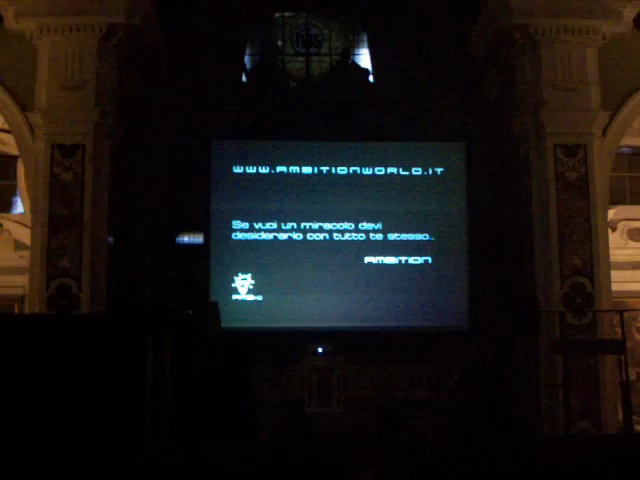 www.AMBITIONWORLD.IT
Se vuoi un miracolo devi
desiderarlo con tutto te stesso...
AMBITION